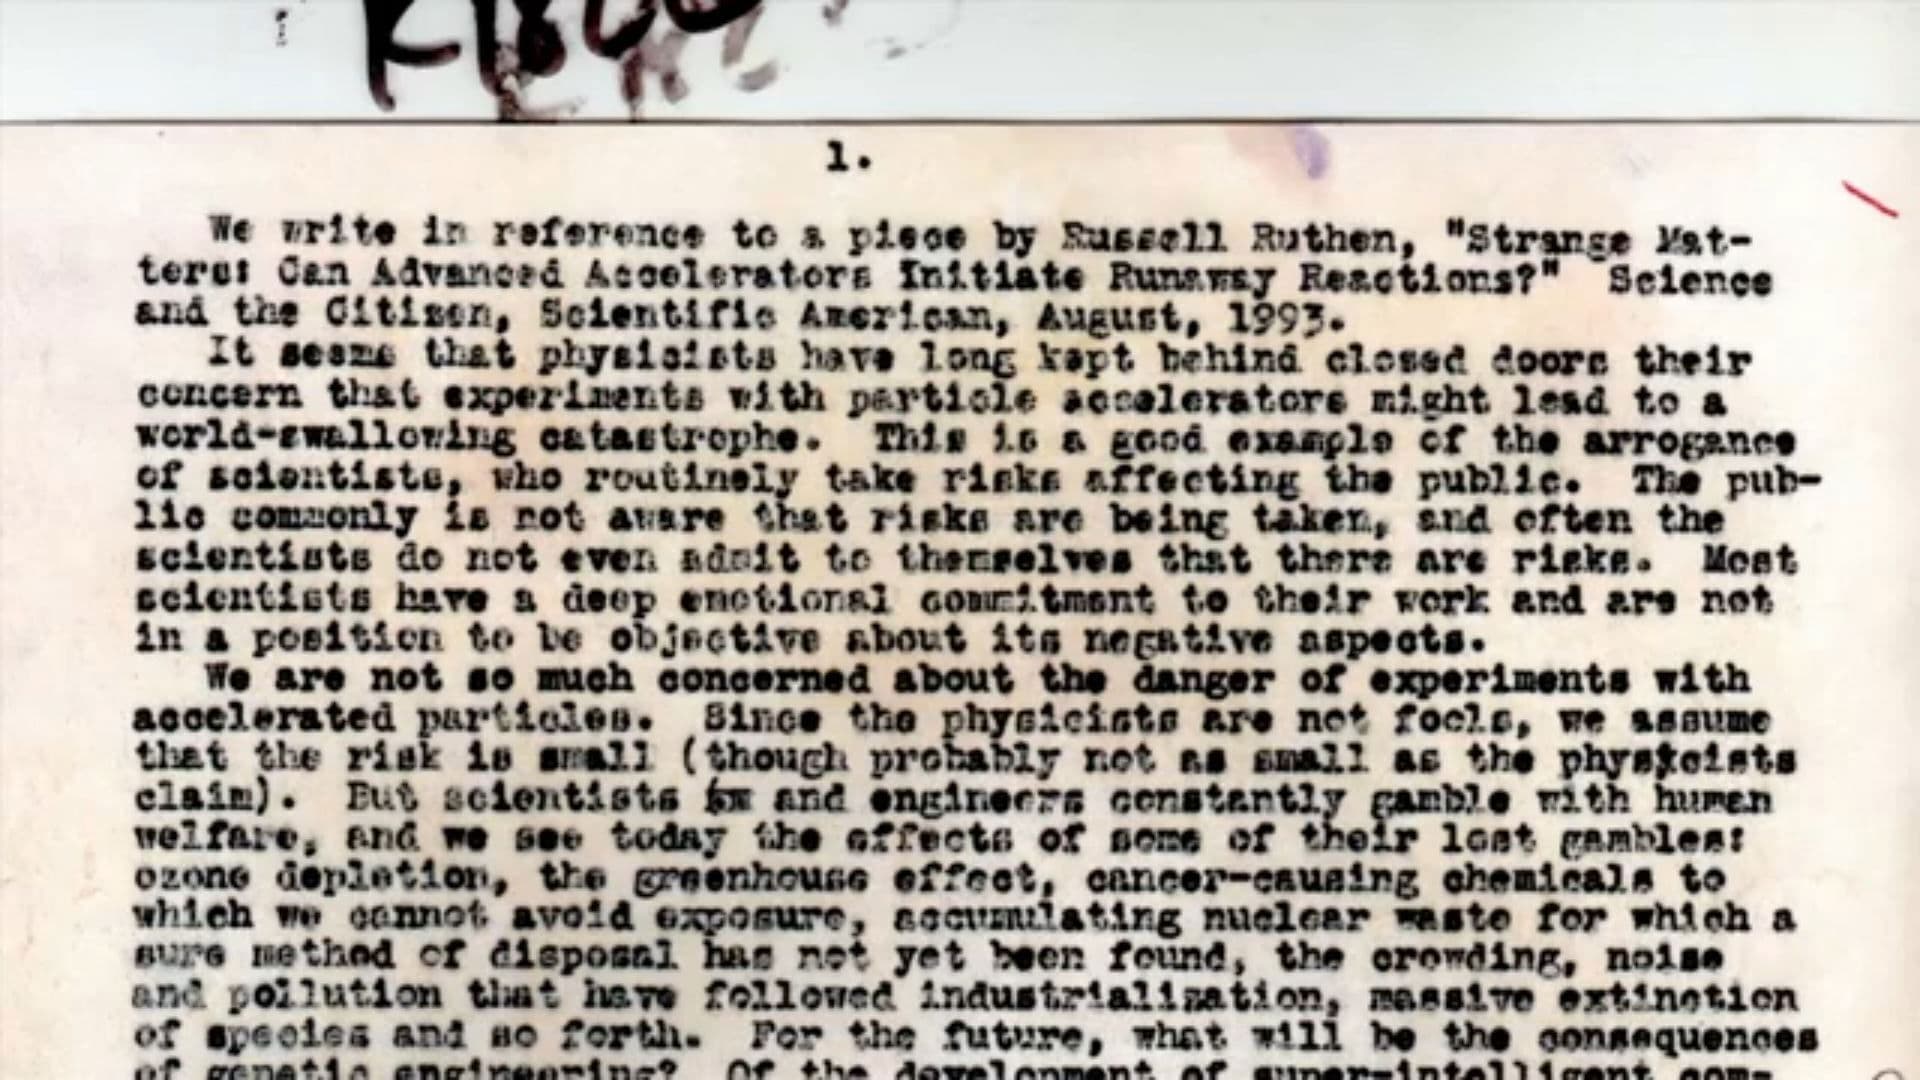 1.
We write in reference to a piece by Russell Ruthen, "Strange Mat-
ters: Can Advanced Accelerators Initiate Runaway Reactions?" Science
and the Citizen, Scientific American, August, 1993.
It seems that physicists have long kept behind closed doors their
concern that experiments with particle accelerators might lead to a
world-swallowing catastrophe. This is a good example of the arrogance
of scientists, who routinely take risks affecting the public. The pub-
lic commonly is not aware that risks are being taken, and often the
scientists do not even admit to themselves that there are risks. Most
scientists have a deep emotional commitment to their work and are not
in a position to be objective about its negative aspects.
We are not so much concerned about the danger of experiments with
accelerated particles. Since the physicists are not fools, we assume
that the risk is small (though probably not as small as the physicists
claim). But scientists and engineers constantly gamble with human
welfare, and we see today the effects of some of their lost gambles:
ozone depletion, the greenhouse effect, cancer-causing chemicals to
which we cannot avoid exposure, accumulating nuclear waste for which a
sure method of disposal has not yet been found, the crowding, noise
and pollution that have followed industrialization, massive extinction
of species and so forth. For the future, what will be the consequences
of genetic engineering? Of the development of super-intelligent com-